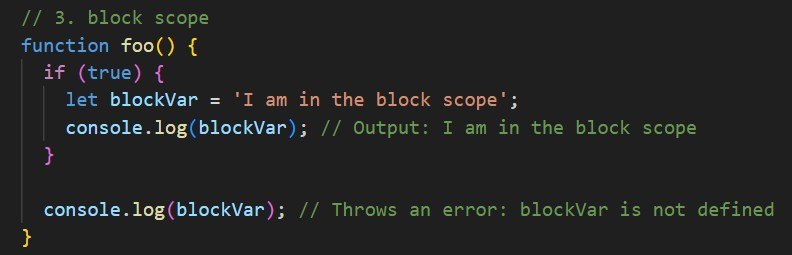 // 3. block scope
function foo() {
  if (true) {
    let blockVar = 'I am in the block scope';
    console.log(blockVar); // Output: I am in the block scope
  }

  console.log(blockVar); // Throws an error: blockVar is not defined
}